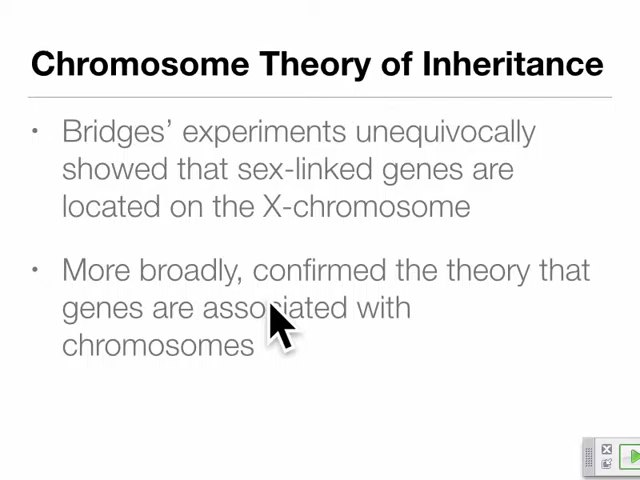 Chromosome Theory of Inheritance
• Bridges’ experiments unequivocally
showed that sex-linked genes are
located on the X-chromosome
• More broadly, confirmed the theory that
genes are associated with
chromosomes